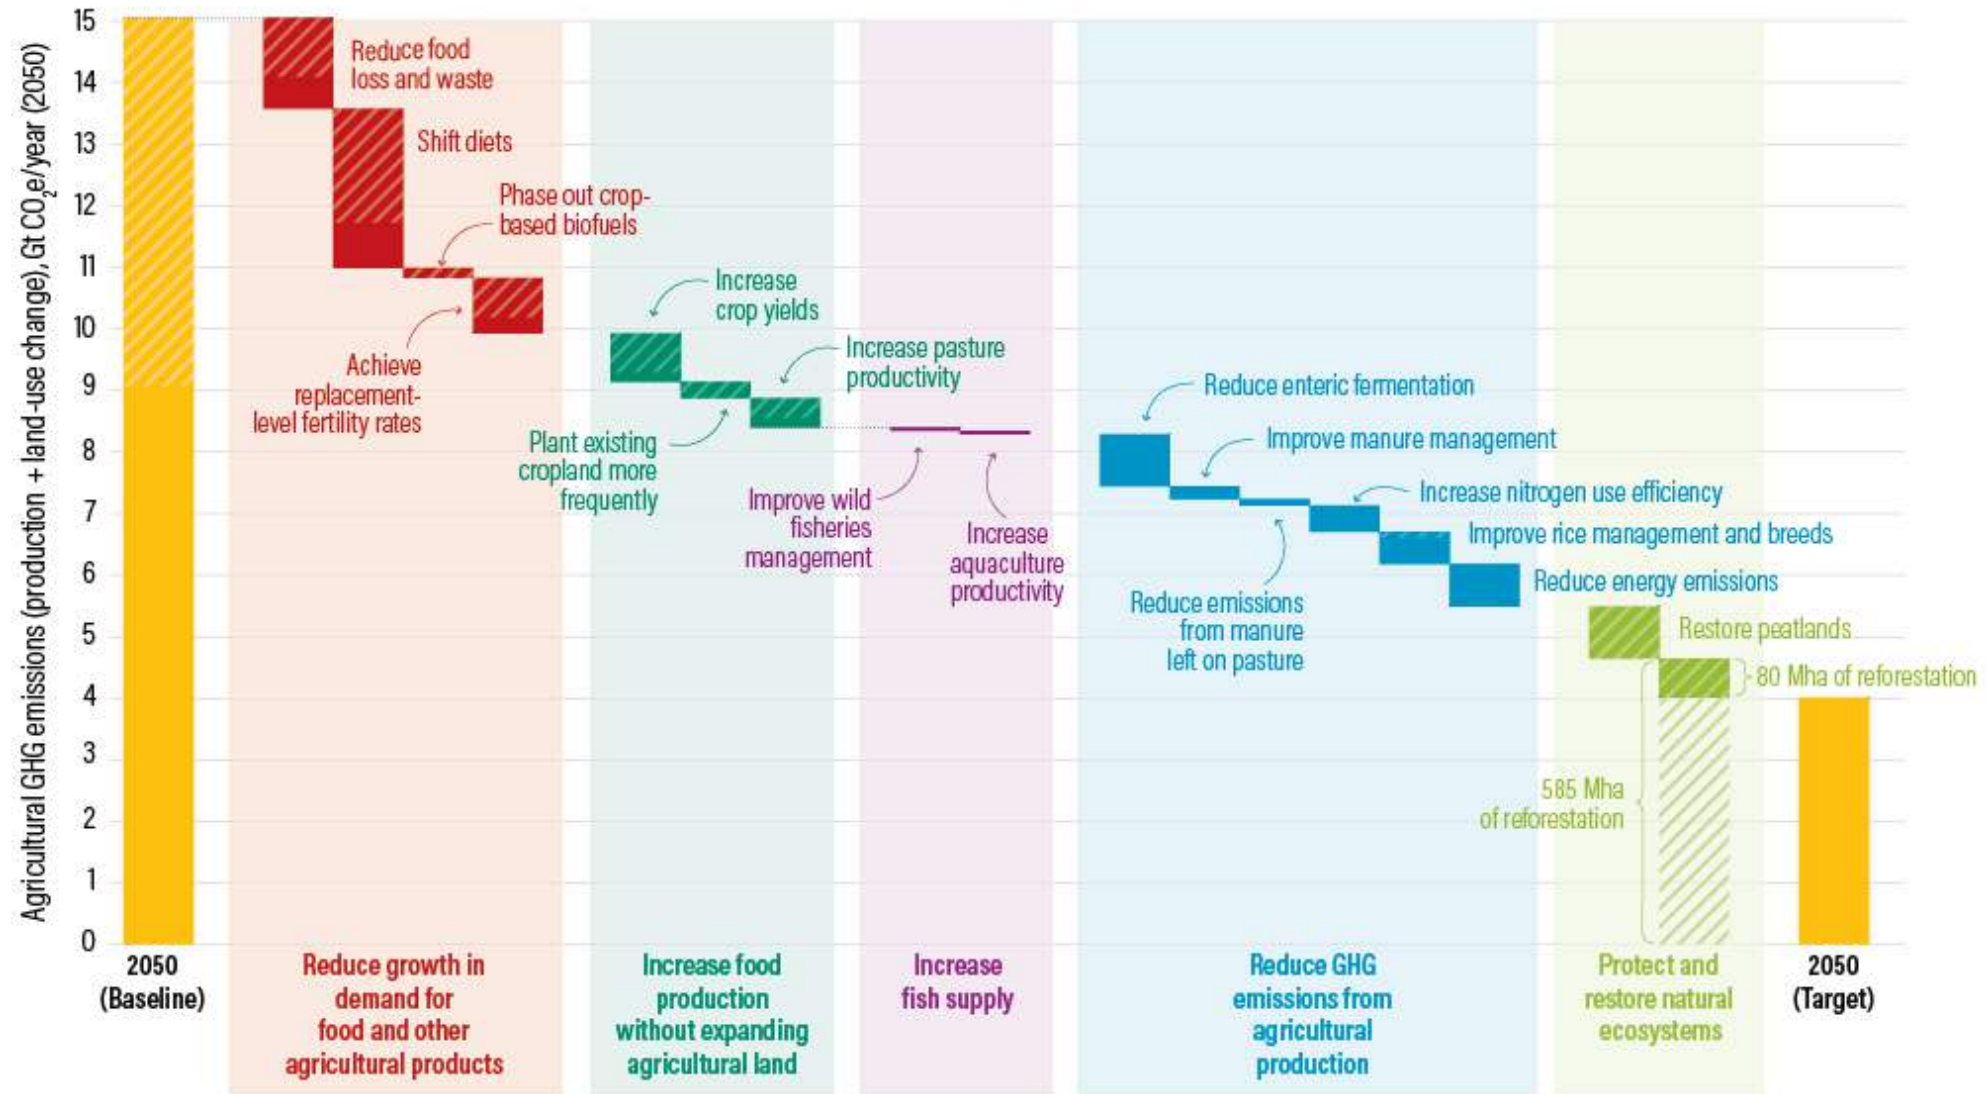 Agricultural GHG emissions (production + land-use change), Gt CO₂e/year (2050)
15
14
13
12
11
10
9
8
7
6
5
4
3
2
1
0
Reduce food
loss and waste
Shift diets
Phase out crop-
based biofuels
Achieve
replacement-
level fertility rates
Increase
crop yields
Increase pasture
productivity
Plant existing
cropland more
frequently
Improve wild
fisheries
management
Increase
aquaculture
productivity
Reduce enteric fermentation
Improve manure management
Increase nitrogen use efficiency
Improve rice management and breeds
Reduce energy emissions
Reduce emissions
from manure
left on pasture
Restore peatlands
80 Mha of reforestation
585 Mha
of reforestation
2050
(Baseline)
Reduce growth in
demand for
food and other
agricultural products
Increase food
production
without expanding
agricultural land
Increase
fish supply
Reduce GHG
emissions from
agricultural
production
Protect and
restore natural
ecosystems
2050
(Target)